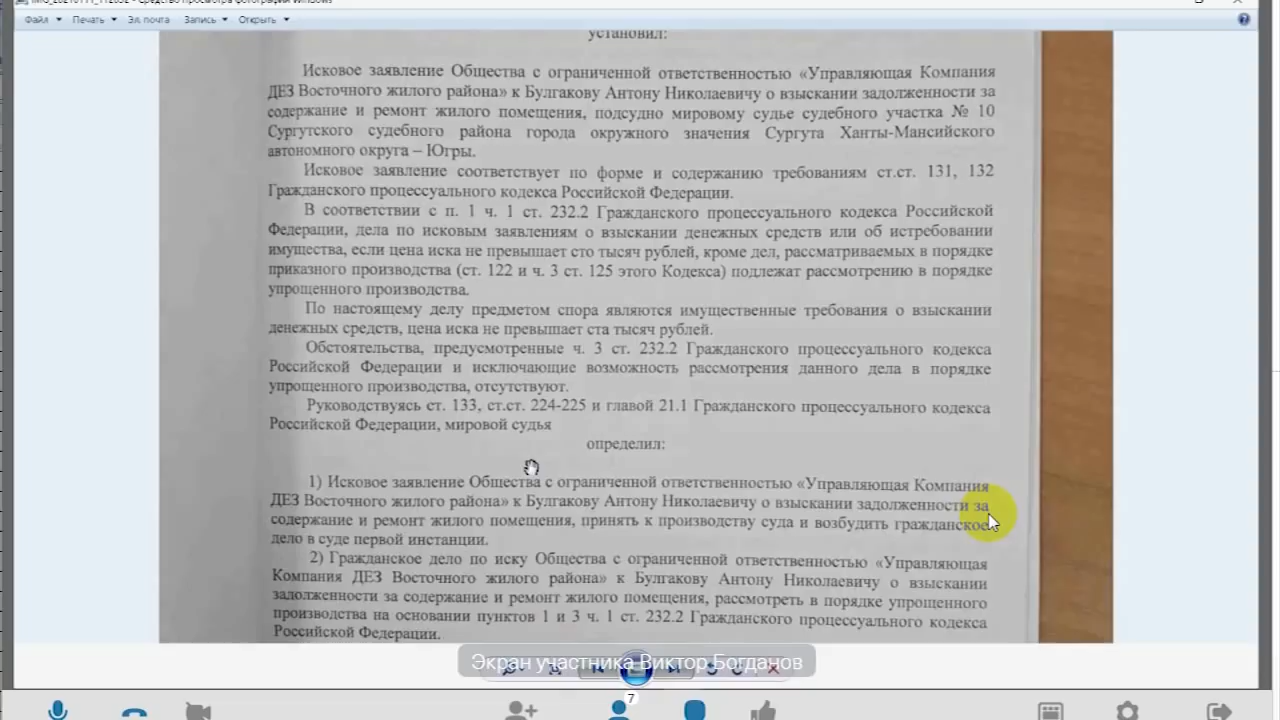 Файл Печать Эл. почта Запись Открыть
установил:
Исковое заявление Общества с ограниченной ответственностью «Управляющая Компания
ДЕЗ Восточного жилого района» к Булгакову Антону Николаевичу о взыскании задолженности за
содержание и ремонт жилого помещения, подсудно мировому судье судебного участка № 10
Сургутского судебного района города окружного значения Сургута Ханты-Мансийского
автономного округа – Югры.
Исковое заявление соответствует по форме и содержанию требованиям ст.ст. 131, 132
Гражданского процессуального кодекса Российской Федерации.
В соответствии с п. 1 ч. 1 ст. 232.2 Гражданского процессуального кодекса Российской
Федерации, дела по исковым заявлениям о взыскании денежных средств или об истребовании
имущества, если цена иска не превышает сто тысяч рублей, кроме дел, рассматриваемых в порядке
приказного производства (ст. 122 и ч. 3 ст. 125 этого Кодекса) подлежат рассмотрению в порядке
упрощенного производства.
По настоящему делу предметом спора являются имущественные требования о взыскании
денежных средств, цена иска не превышает ста тысяч рублей.
Обстоятельства, предусмотренные ч. 3 ст. 232.2 Гражданского процессуального кодекса
Российской Федерации и исключающие возможность рассмотрения данного дела в порядке
упрощенного производства, отсутствуют.
Руководствуясь ст. 133, ст.ст. 224-225 и главой 21.1 Гражданского процессуального кодекса
Российской Федерации, мировой судья
определил:
1) Исковое заявление Общества с ограниченной ответственностью «Управляющая Компания
ДЕЗ Восточного жилого района» к Булгакову Антону Николаевичу о взыскании задолженности за
содержание и ремонт жилого помещения, принять к производству суда и возбудить гражданское
дело в суде первой инстанции.
2) Гражданское дело по иску Общества с ограниченной ответственностью «Управляющая
Компания ДЕЗ Восточного жилого района» к Булгакову Антону Николаевичу о взыскании
задолженности за содержание и ремонт жилого помещения, рассмотреть в порядке упрощенного
производства на основании пунктов 1 и 3 ч. 1 ст. 232.2 Гражданского процессуального кодекса
Российской Федерации.
Экран участника Виктор Богданов
7